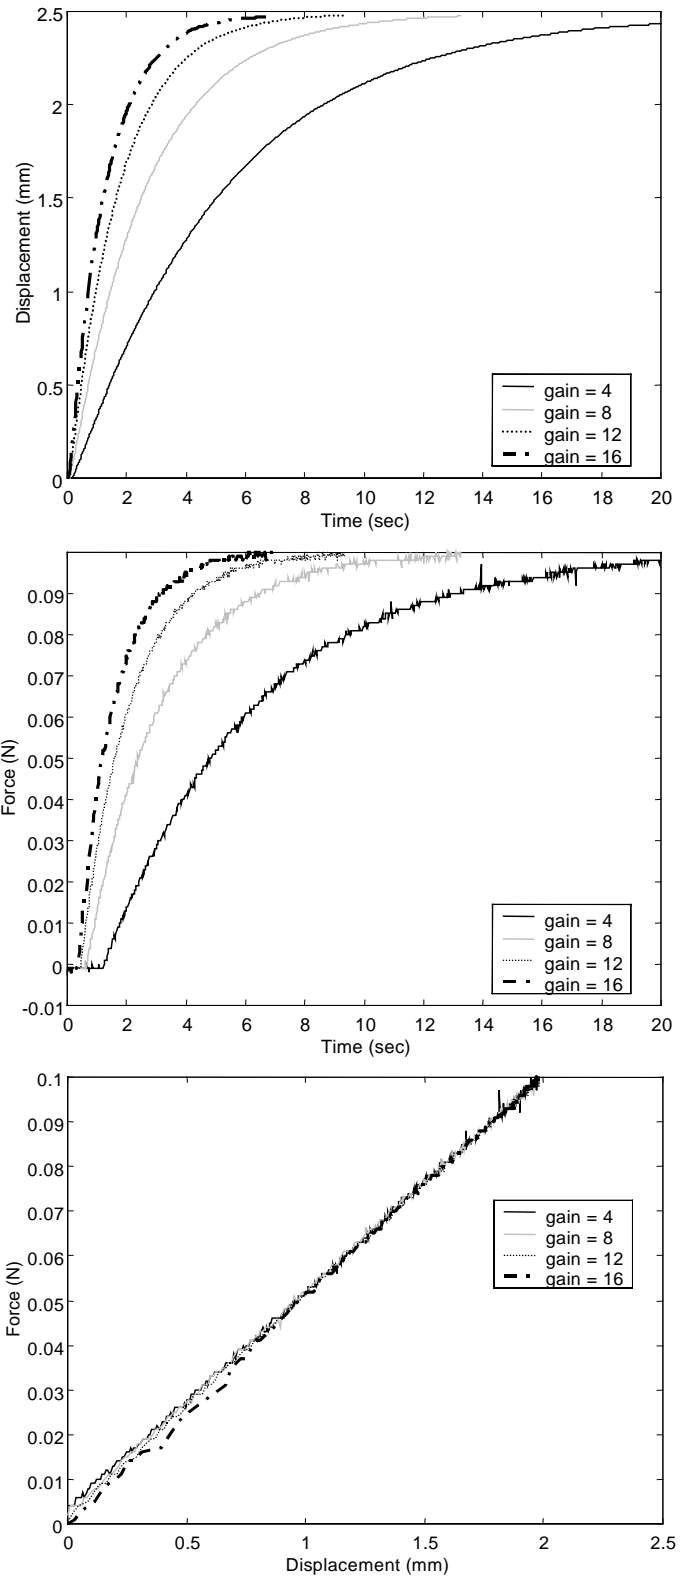 2.5
2
1.5
1
0.5
0
Displacement (mm)
gain = 4
gain = 8
gain = 12
gain = 16
0 2 4 6 8 10 12 14 16 18 20
Time (sec)
0.09
0.08
0.07
0.06
0.05
0.04
0.03
0.02
0.01
0
-0.01
Force (N)
gain = 4
gain = 8
gain = 12
gain = 16
0 2 4 6 8 10 12 14 16 18 20
Time (sec)
0.1
0.09
0.08
0.07
0.06
0.05
0.04
0.03
0.02
0.01
0
Force (N)
gain = 4
gain = 8
gain = 12
gain = 16
0 0.5 1 1.5 2 2.5
Displacement (mm)